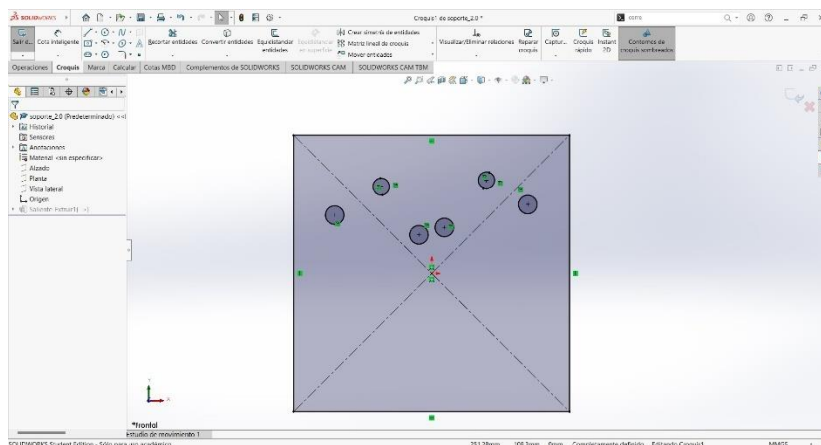 SOLIDWORKS
Croquis1 de soporte_2.0 *
Cota inteligente
Recortar entidades
Convertir entidades
Equidistanciar entidades
Crear simetría de entidades
Matriz lineal de croquis
Mover entidades
Visualizar/Eliminar relaciones
Reparar croquis
Captur...
Croquis rápido
Instant 2D
Contornos de croquis sombreados
Operaciones
Croquis
Marca
Calcular
Cotas MBD
Complementos de SOLIDWORKS
SOLIDWORKS CAM
SOLIDWORKS CAM TBM
soporte_2.0 (Predeterminado)
Historial
Sensores
Anotaciones
Material <sin especificar>
Alzado
Planta
Vista lateral
Origen
*Frontal
Estudio de movimiento 1
SOLIDWORKS Student Edition - Sólo para uso académico
Completamente definido
Editando Croquis1
MMGS